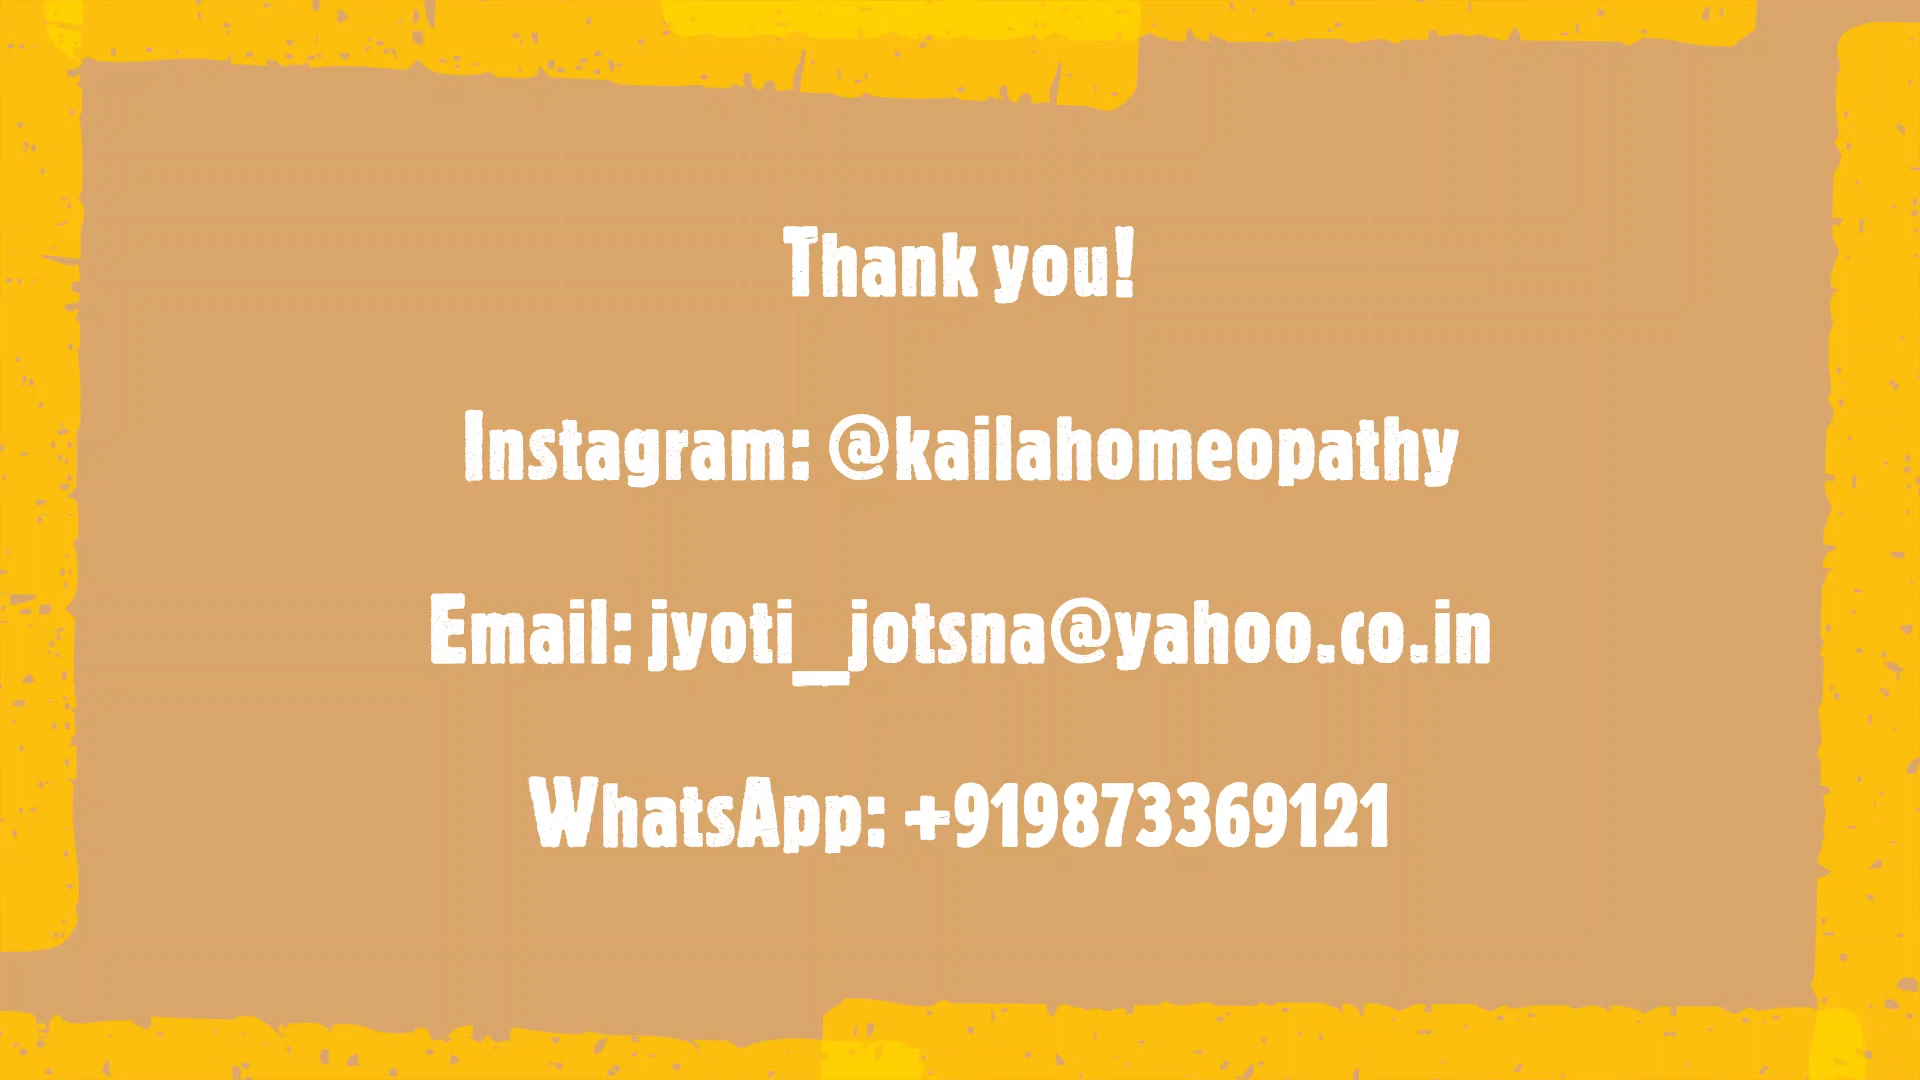 Thank you!
Instagram: @kailahomeopathy
Email: jyoti_jotsna@yahoo.co.in
WhatsApp: +919873369121